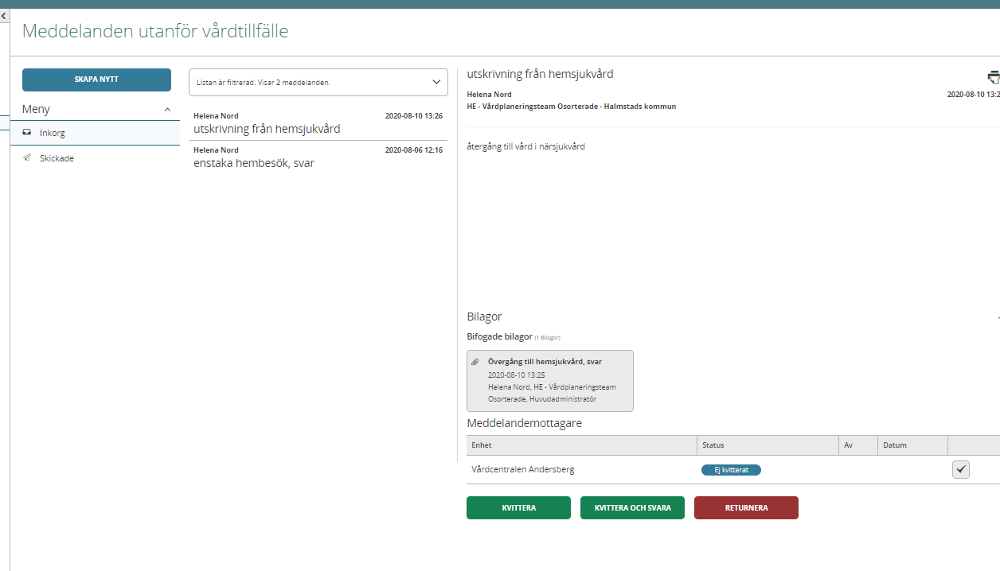 Meddelanden utanför vårdtillfälle
SKAPA NYTT
Meny
Inkorg
Skickade
Listan är filtrerad. Visar 2 meddelanden.
Helena Nord 2020-08-10 13:26
utskrivning från hemsjukvård
Helena Nord 2020-08-06 12:16
enstaka hembesök, svar
utskrivning från hemsjukvård
Helena Nord 2020-08-10 13:2
HE - Vårdplaneringsteam Osorterade - Halmstads kommun
återgång till vård i närsjukvård
Bilagor
Bifogade bilagor (1 Bilagor)
Övergång till hemsjukvård, svar
2020-08-10 13:25
Helena Nord, HE - Vårdplaneringsteam
Osorterade, Huvudadministratör
Meddelandemottagare
Enhet Status Av Datum
Vårdcentralen Andersberg Ej kvitterat
KVITTERA KVITTERA OCH SVARA RETURNERA